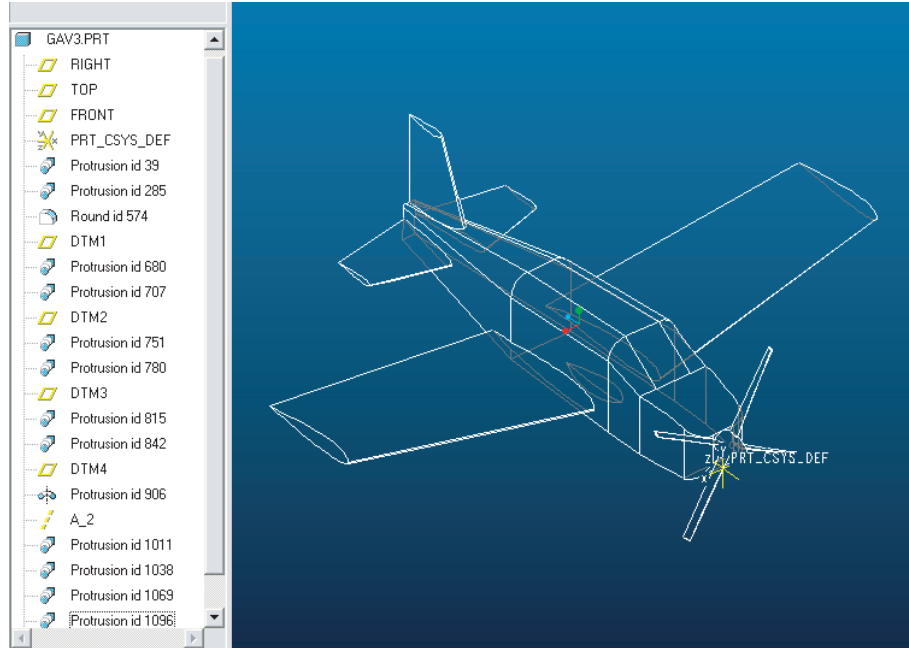 GAV3.PRT
RIGHT
TOP
FRONT
PRT_CSYS_DEF
Protrusion id 39
Protrusion id 285
Round id 574
DTM1
Protrusion id 680
Protrusion id 707
DTM2
Protrusion id 751
Protrusion id 780
DTM3
Protrusion id 815
Protrusion id 842
DTM4
Protrusion id 906
A_2
Protrusion id 1011
Protrusion id 1038
Protrusion id 1069
Protrusion id 1096
Y
Z PRT_CSYS_DEF
X